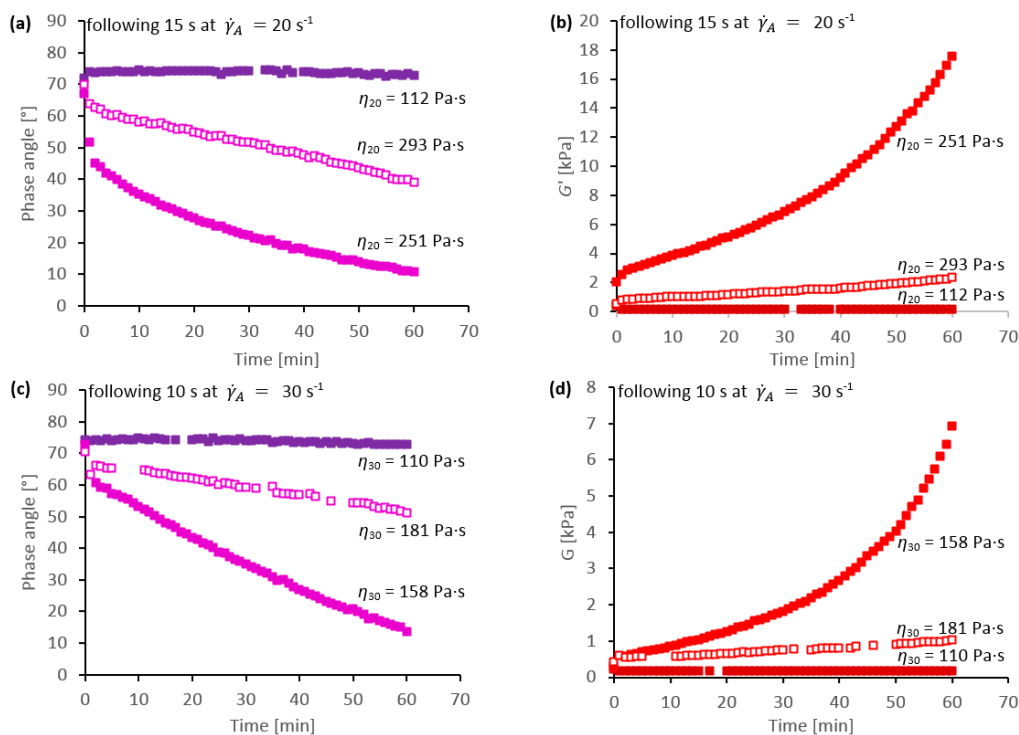 (a)
following 15 s at γ̇A = 20 s-1
90
80
70
60
50
40
30
20
10
0
Phase angle [°]
η20 = 112 Pa·s
η20 = 293 Pa·s
η20 = 251 Pa·s
0 10 20 30 40 50 60 70
Time [min]
(b)
following 15 s at γ̇A = 20 s-1
20
18
16
14
12
10
8
6
4
2
0
G' [kPa]
η20 = 251 Pa·s
η20 = 293 Pa·s
η20 = 112 Pa·s
0 10 20 30 40 50 60 70
Time [min]
(c)
following 10 s at γ̇A = 30 s-1
90
80
70
60
50
40
30
20
10
0
Phase angle [°]
η30 = 110 Pa·s
η30 = 181 Pa·s
η30 = 158 Pa·s
0 10 20 30 40 50 60 70
Time [min]
(d)
following 10 s at γ̇A = 30 s-1
8
7
6
5
4
3
2
1
0
G [kPa]
η30 = 158 Pa·s
η30 = 181 Pa·s
η30 = 110 Pa·s
0 10 20 30 40 50 60 70
Time [min]